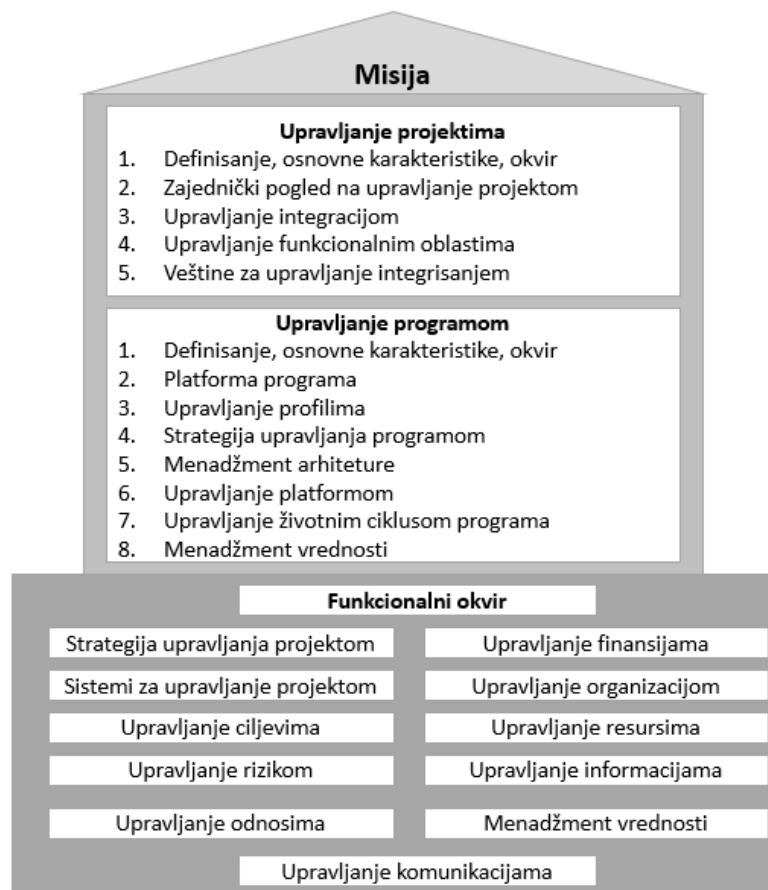 Misija
Upravljanje projektima
1. Definisanje, osnovne karakteristike, okvir
2. Zajednički pogled na upravljanje projektom
3. Upravljanje integracijom
4. Upravljanje funkcionalnim oblastima
5. Veštine za upravljanje integrisanjem
Upravljanje programom
1. Definisanje, osnovne karakteristike, okvir
2. Platforma programa
3. Upravljanje profilima
4. Strategija upravljanja programom
5. Menadžment arhiteture
6. Upravljanje platformom
7. Upravljanje životnim ciklusom programa
8. Menadžment vrednosti
Funkcionalni okvir
Strategija upravljanja projektom
Upravljanje finansijama
Sistemi za upravljanje projektom
Upravljanje organizacijom
Upravljanje ciljevima
Upravljanje resursima
Upravljanje rizikom
Upravljanje informacijama
Upravljanje odnosima
Menadžment vrednosti
Upravljanje komunikacijama